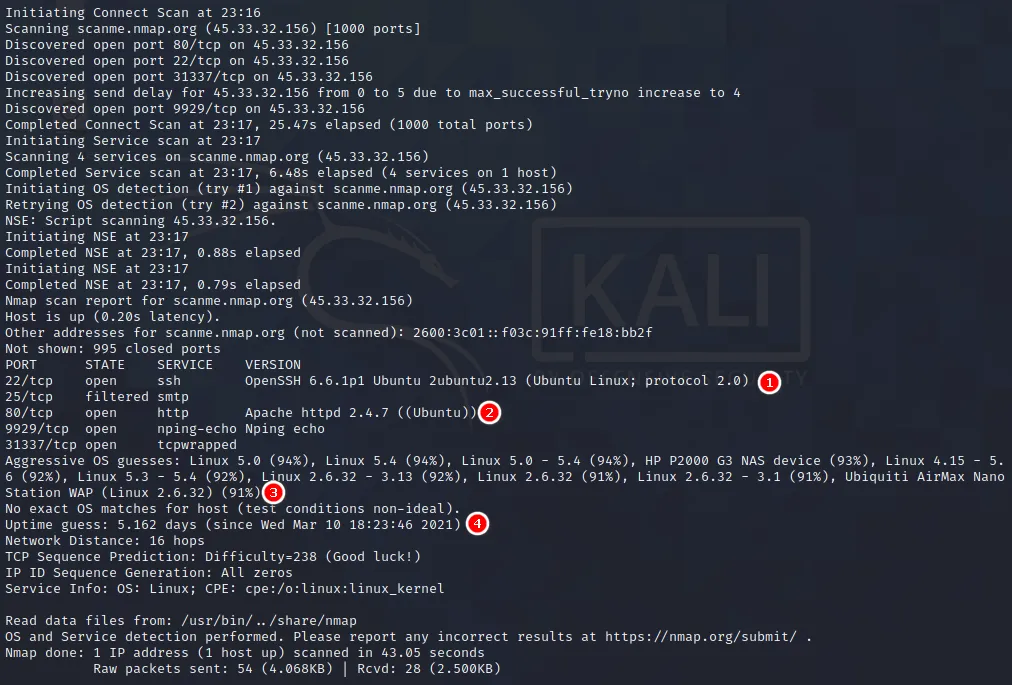 Initiating Connect Scan at 23:16
Scanning scanme.nmap.org (45.33.32.156) [1000 ports]
Discovered open port 80/tcp on 45.33.32.156
Discovered open port 22/tcp on 45.33.32.156
Discovered open port 31337/tcp on 45.33.32.156
Increasing send delay for 45.33.32.156 from 0 to 5 due to max_successful_tryno increase to 4
Discovered open port 9929/tcp on 45.33.32.156
Completed Connect Scan at 23:17, 25.47s elapsed (1000 total ports)
Initiating Service scan at 23:17
Scanning 4 services on scanme.nmap.org (45.33.32.156)
Completed Service scan at 23:17, 6.48s elapsed (4 services on 1 host)
Initiating OS detection (try #1) against scanme.nmap.org (45.33.32.156)
Retrying OS detection (try #2) against scanme.nmap.org (45.33.32.156)
NSE: Script scanning 45.33.32.156.
Initiating NSE at 23:17
Completed NSE at 23:17, 0.88s elapsed
Initiating NSE at 23:17
Completed NSE at 23:17, 0.79s elapsed
Nmap scan report for scanme.nmap.org (45.33.32.156)
Host is up (0.20s latency).
Other addresses for scanme.nmap.org (not scanned): 2600:3c01::f03c:91ff:fe18:bb2f
Not shown: 995 closed ports
PORT      STATE    SERVICE    VERSION
22/tcp    open     ssh        OpenSSH 6.6.1p1 Ubuntu 2ubuntu2.13 (Ubuntu Linux; protocol 2.0) 1
25/tcp    filtered smtp
80/tcp    open     http       Apache httpd 2.4.7 ((Ubuntu)) 2
9929/tcp  open     nping-echo Nping echo
31337/tcp open     tcpwrapped
Aggressive OS guesses: Linux 5.0 (94%), Linux 5.4 (94%), Linux 5.0 - 5.4 (94%), HP P2000 G3 NAS device (93%), Linux 4.15 - 5.
6 (92%), Linux 5.3 - 5.4 (92%), Linux 2.6.32 - 3.13 (92%), Linux 2.6.32 (91%), Linux 2.6.32 - 3.1 (91%), Ubiquiti AirMax Nano
Station WAP (Linux 2.6.32) (91%) 3
No exact OS matches for host (test conditions non-ideal).
Uptime guess: 5.162 days (since Wed Mar 10 18:23:46 2021) 4
Network Distance: 16 hops
TCP Sequence Prediction: Difficulty=238 (Good luck!)
IP ID Sequence Generation: All zeros
Service Info: OS: Linux; CPE: cpe:/o:linux:linux_kernel
Read data files from: /usr/bin/../share/nmap
OS and Service detection performed. Please report any incorrect results at https://nmap.org/submit/ .
Nmap done: 1 IP address (1 host up) scanned in 43.05 seconds
Raw packets sent: 54 (4.068KB) | Rcvd: 28 (2.500KB)
KALI